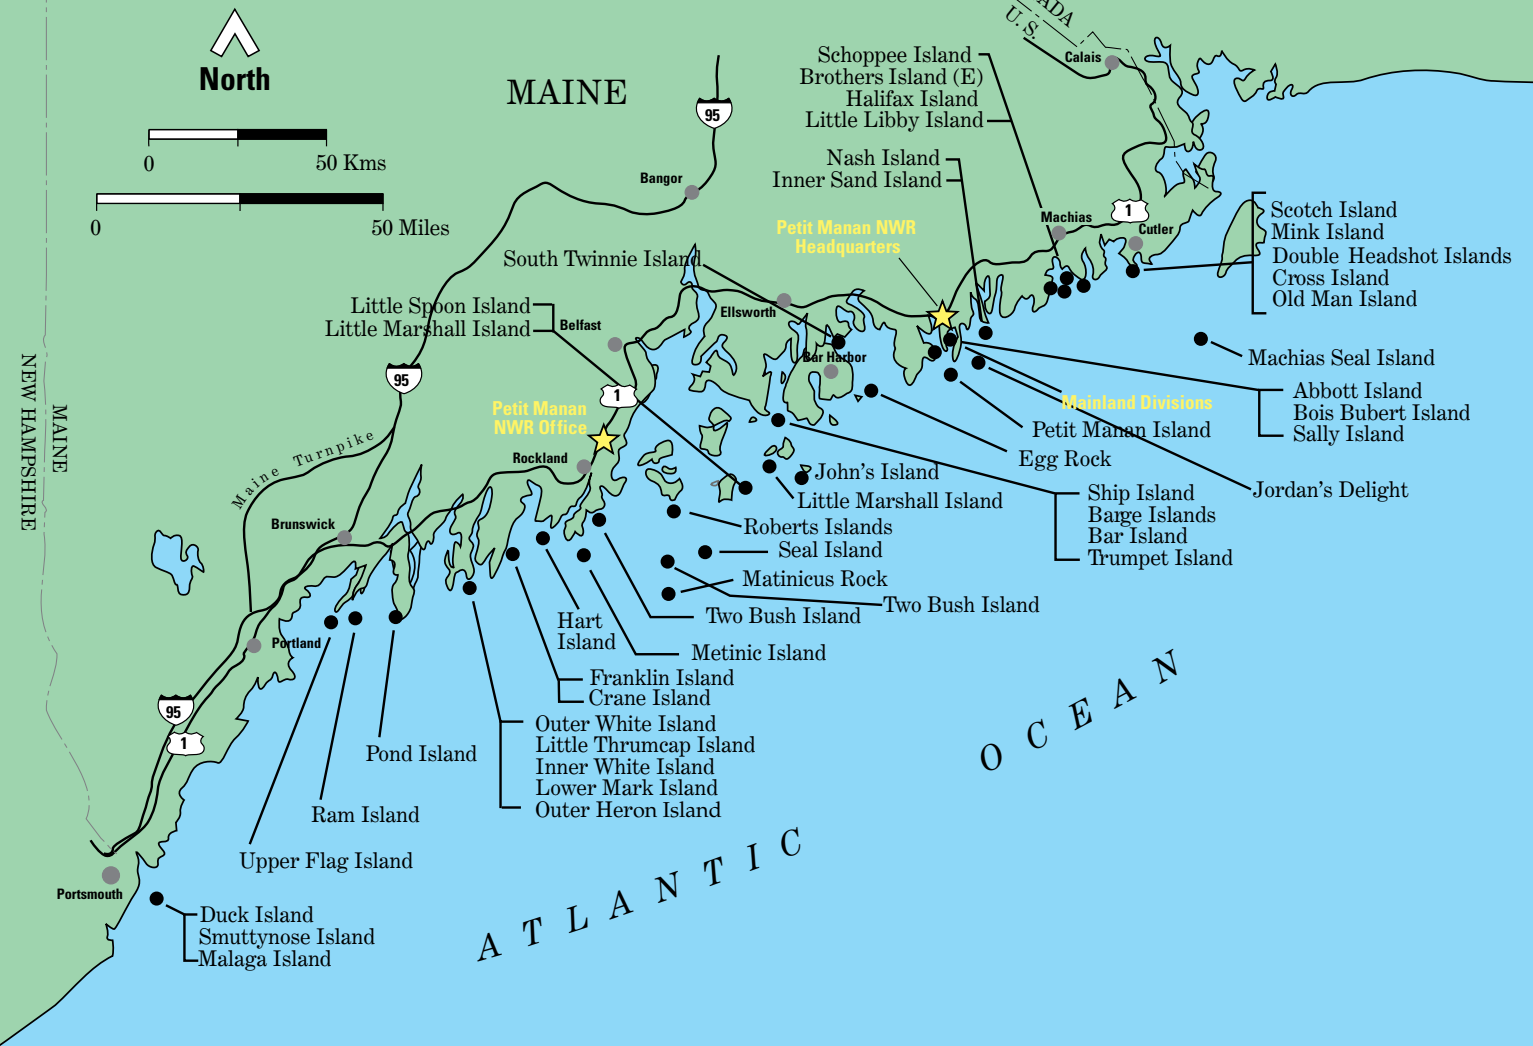 North
0 50 Kms
0 50 Miles
MAINE
95
Bangor
U. S.
ADA
Calais
Schoppee Island
Brothers Island (E)
Halifax Island
Little Libby Island
Nash Island
Inner Sand Island
Petit Manan NWR
Headquarters
Machias
1
Cutler
Scotch Island
Mink Island
Double Headshot Islands
Cross Island
Old Man Island
South Twinnie Island
Little Spoon Island
Little Marshall Island
Belfast
Ellsworth
Bar Harbor
Machias Seal Island
Abbott Island
Bois Bubert Island
Sally Island
Mainland Divisions
Petit Manan Island
Egg Rock
Jordan's Delight
NEW HAMPSHIRE
MAINE
95
1
Petit Manan
NWR Office
Maine Turnpike
Rockland
John's Island
Little Marshall Island
Ship Island
Barge Islands
Bar Island
Trumpet Island
Roberts Islands
Seal Island
Matinicus Rock
Two Bush Island
Two Bush Island
Brunswick
Hart
Island
Metinic Island
Franklin Island
Crane Island
Portland
Outer White Island
Little Thrumcap Island
Inner White Island
Lower Mark Island
Outer Heron Island
95
1
Pond Island
Ram Island
Upper Flag Island
Portsmouth
Duck Island
Smuttynose Island
Malaga Island
ATLANTIC
OCEAN